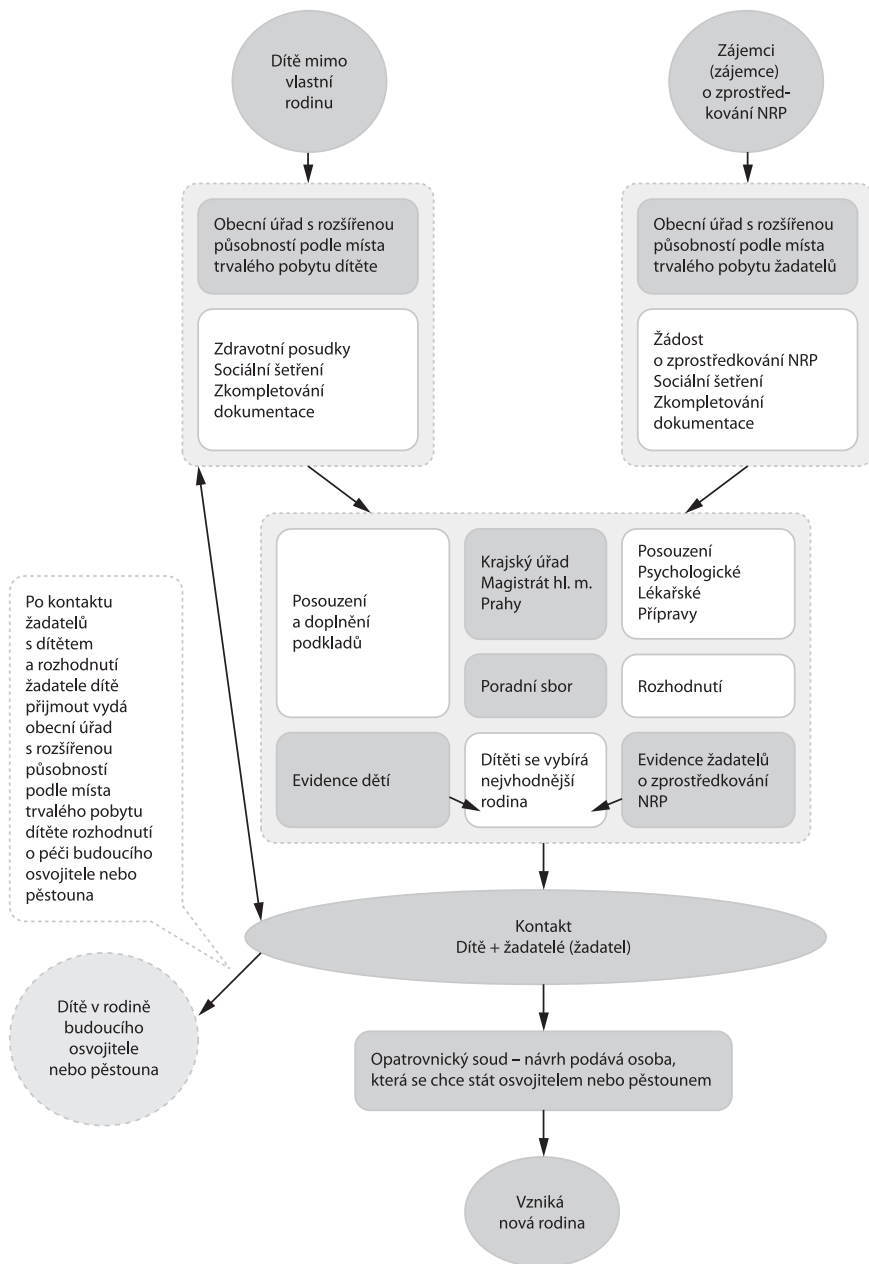 Dítě mimo
vlastní
rodinu
Zájemci
(zájemce)
o zprostřed-
kování NRP
Obecní úřad s rozšířenou
působností podle místa
trvalého pobytu dítěte
Zdravotní posudky
Sociální šetření
Zkompletování
dokumentace
Obecní úřad s rozšířenou
působností podle místa
trvalého pobytu žadatelů
Žádost
o zprostředkování NRP
Sociální šetření
Zkompletování
dokumentace
Posouzení
a doplnění
podkladů
Krajský úřad
Magistrát hl. m.
Prahy
Posouzení
Psychologické
Lékařské
Přípravy
Poradní sbor
Rozhodnutí
Evidence dětí
Dítěti se vybírá
nejvhodnější
rodina
Evidence žadatelů
o zprostředkování
NRP
Po kontaktu
žadatelů
s dítětem
a rozhodnutí
žadatele dítě
přijmout vydá
obecní úřad
s rozšířenou
působností
podle místa
trvalého pobytu
dítěte rozhodnutí
o péči budoucího
osvojitele nebo
pěstouna
Kontakt
Dítě + žadatelé (žadatel)
Dítě v rodině
budoucího
osvojitele
nebo pěstouna
Opatrovnický soud – návrh podává osoba,
která se chce stát osvojitelem nebo pěstounem
Vzniká
nová rodina